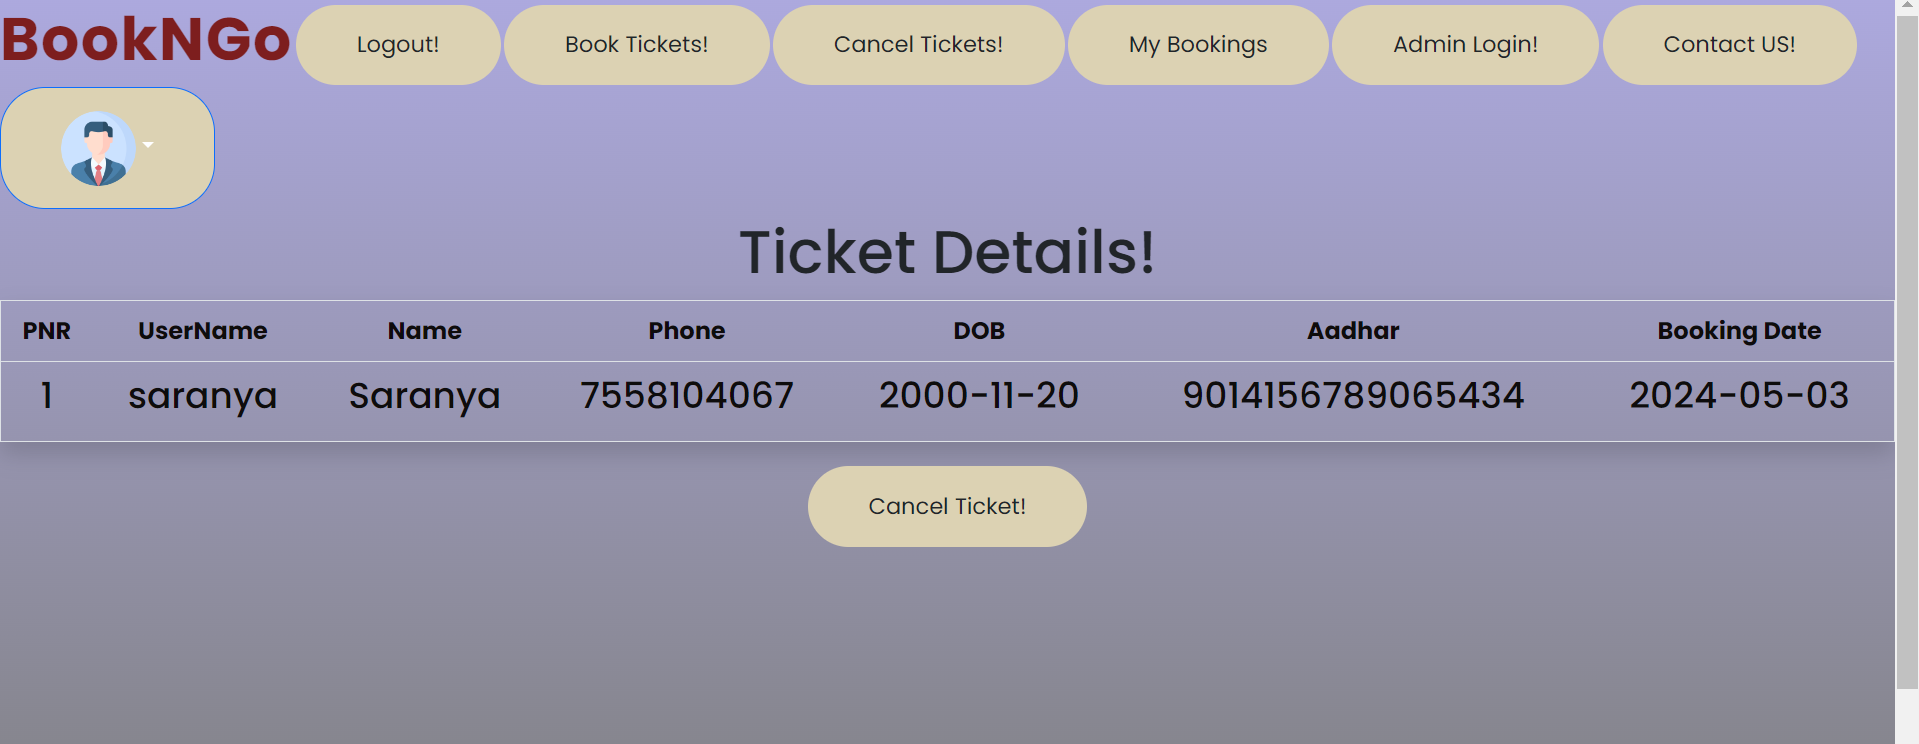 BookNGo Logout! Book Tickets! Cancel Tickets! My Bookings Admin Login! Contact US!
Ticket Details!
PNR UserName Name Phone DOB Aadhar Booking Date
1 saranya Saranya 7558104067 2000-11-20 9014156789065434 2024-05-03
Cancel Ticket!